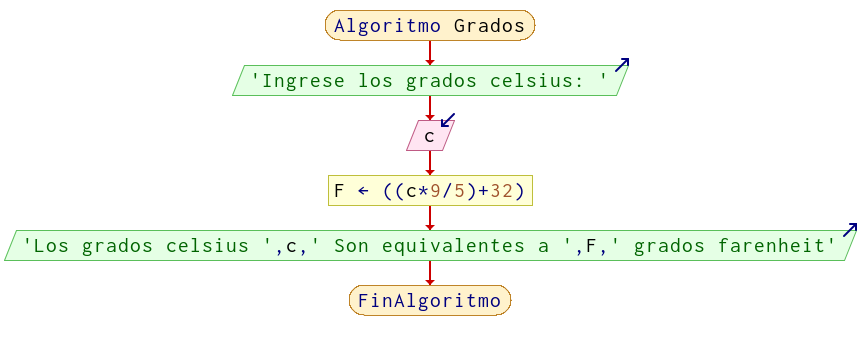 Algoritmo Grados
'Ingrese los grados celsius: '
c
F ← ((c*9/5)+32)
'Los grados celsius ',c,' Son equivalentes a ',F,' grados farenheit'
FinAlgoritmo